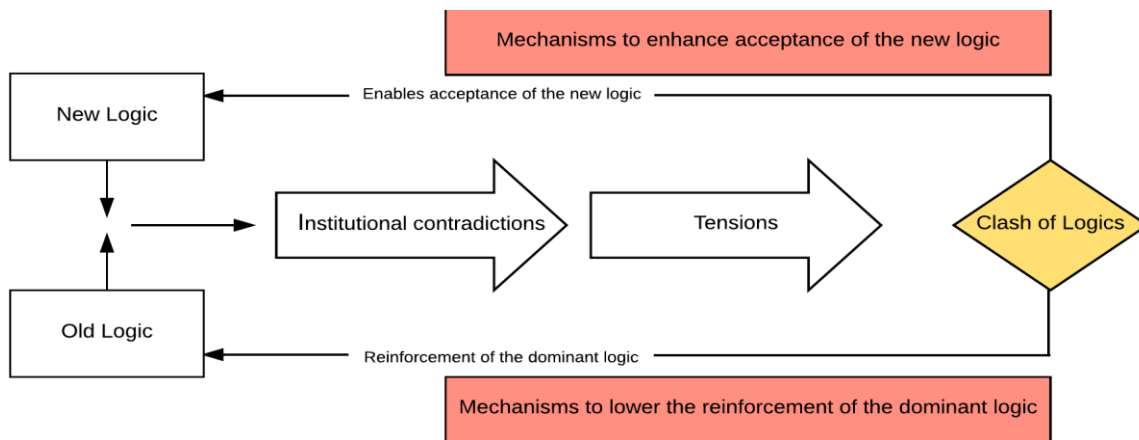 Mechanisms to enhance acceptance of the new logic
Enables acceptance of the new logic
New Logic
Institutional contradictions
Tensions
Clash of Logics
Old Logic
Reinforcement of the dominant logic
Mechanisms to lower the reinforcement of the dominant logic